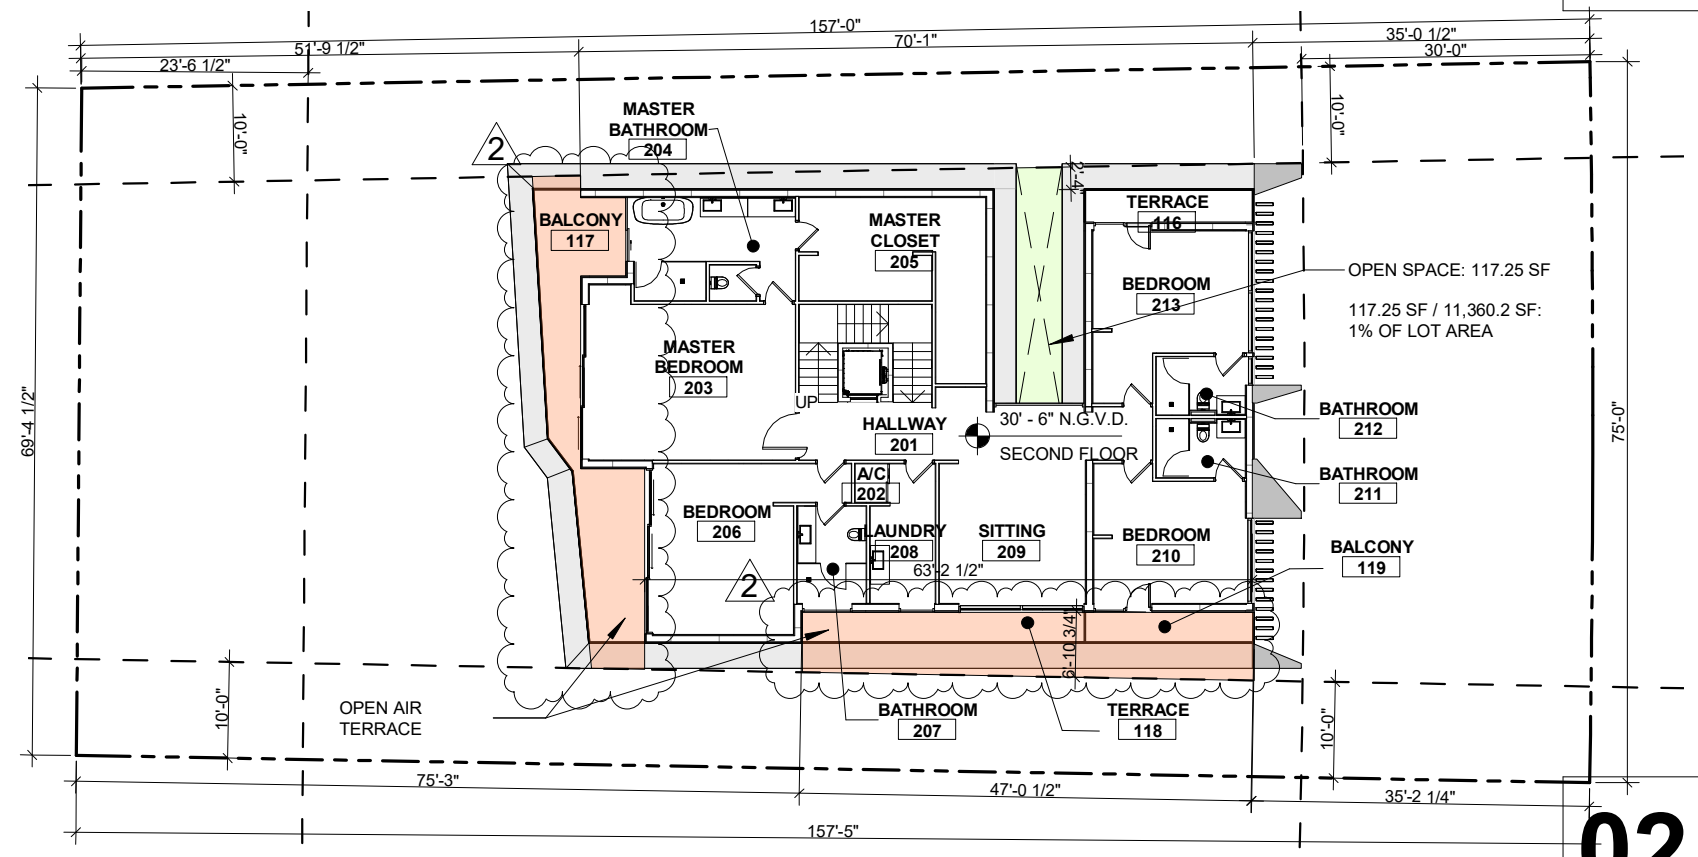 157'-0"
51'-9 1/2"
70'-1"
35'-0 1/2"
23'-6 1/2"
30'-0"
10'-0"
10'-0"
MASTER
BATHROOM
204
2
2'-4"
BALCONY
117
MASTER
CLOSET
205
TERRACE
116
OPEN SPACE: 117.25 SF
117.25 SF / 11,360.2 SF:
1% OF LOT AREA
BEDROOM
213
MASTER
BEDROOM
203
UP
69'-4 1/2"
75'-0"
HALLWAY
201
30' - 6" N.G.V.D.
SECOND FLOOR
BATHROOM
212
A/C
202
BATHROOM
211
BEDROOM
206
LAUNDRY
208
SITTING
209
BEDROOM
210
BALCONY
119
63'-2 1/2"
2
6'-10 3/4"
OPEN AIR
TERRACE
BATHROOM
207
TERRACE
118
10'-0"
10'-0"
75'-3"
47'-0 1/2"
35'-2 1/4"
157'-5"
02